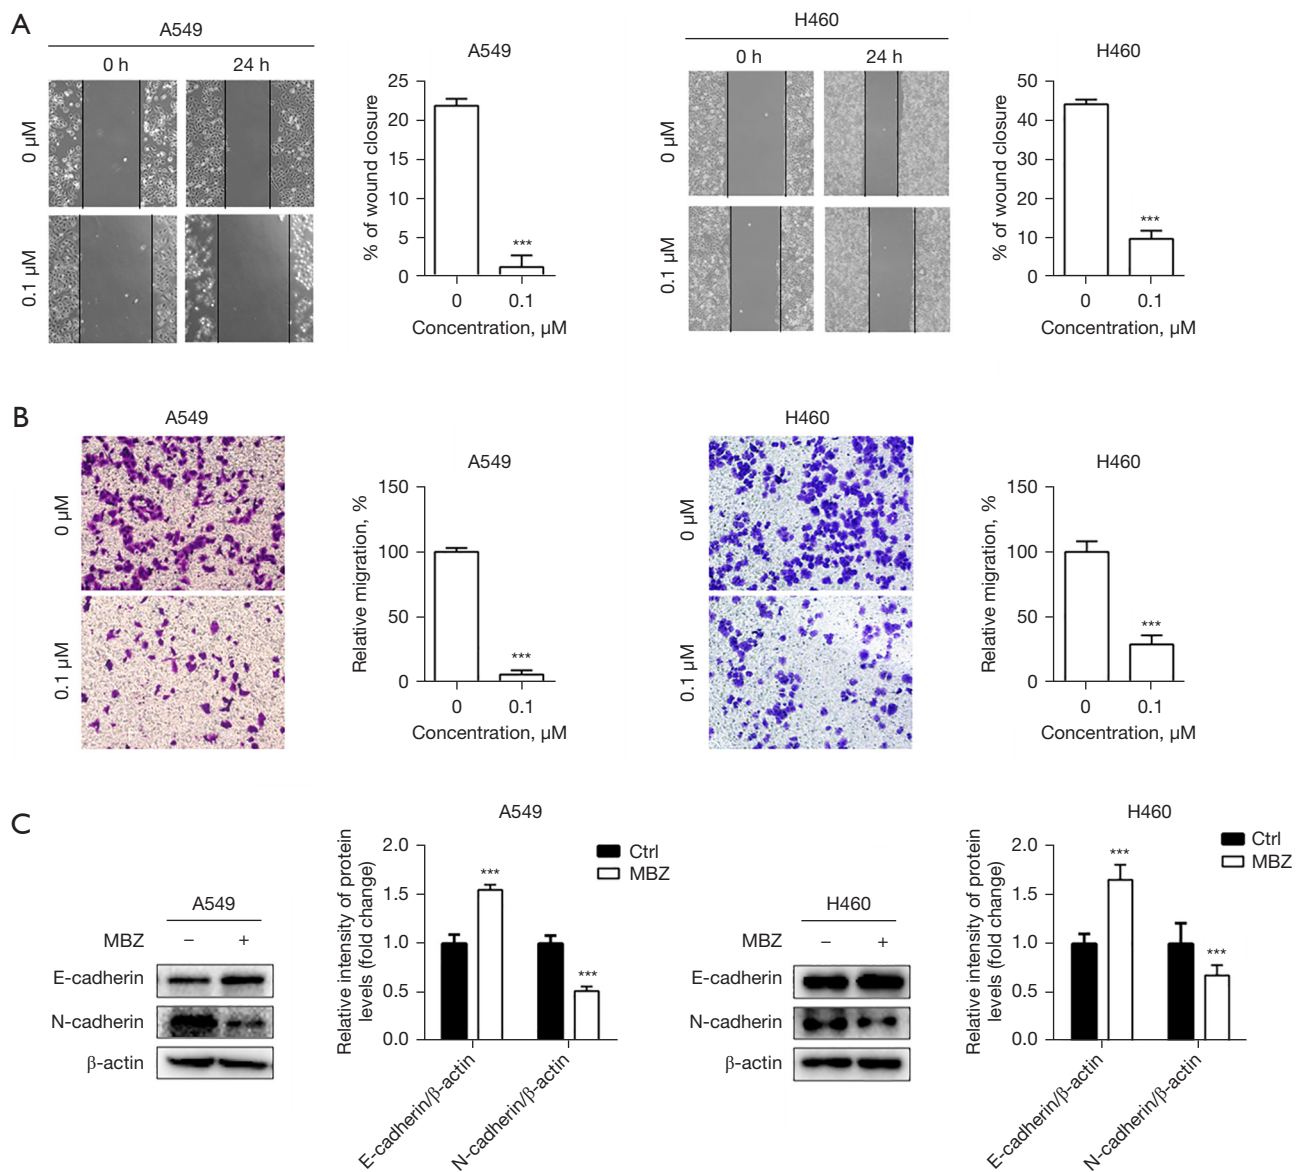 A
A549
0 h
24 h
0 µM
0.1 µM
A549
% of wound closure
25
20
15
10
5
0
***
0
0.1
Concentration, µM
H460
0 h
24 h
0 µM
0.1 µM
H460
% of wound closure
50
40
30
20
10
0
***
0
0.1
Concentration, µM
B
A549
0 µM
0.1 µM
A549
Relative migration, %
150
100
50
0
***
0
0.1
Concentration, µM
H460
0 µM
0.1 µM
H460
Relative migration, %
150
100
50
0
***
0
0.1
Concentration, µM
C
A549
MBZ – +
E-cadherin
N-cadherin
β-actin
A549
Relative intensity of protein
levels (fold change)
2.0
1.5
1.0
0.5
0.0
***
***
Ctrl
MBZ
E-cadherin/β-actin
N-cadherin/β-actin
H460
MBZ – +
E-cadherin
N-cadherin
β-actin
H460
Relative intensity of protein
levels (fold change)
2.0
1.5
1.0
0.5
0.0
***
***
Ctrl
MBZ
E-cadherin/β-actin
N-cadherin/β-actin